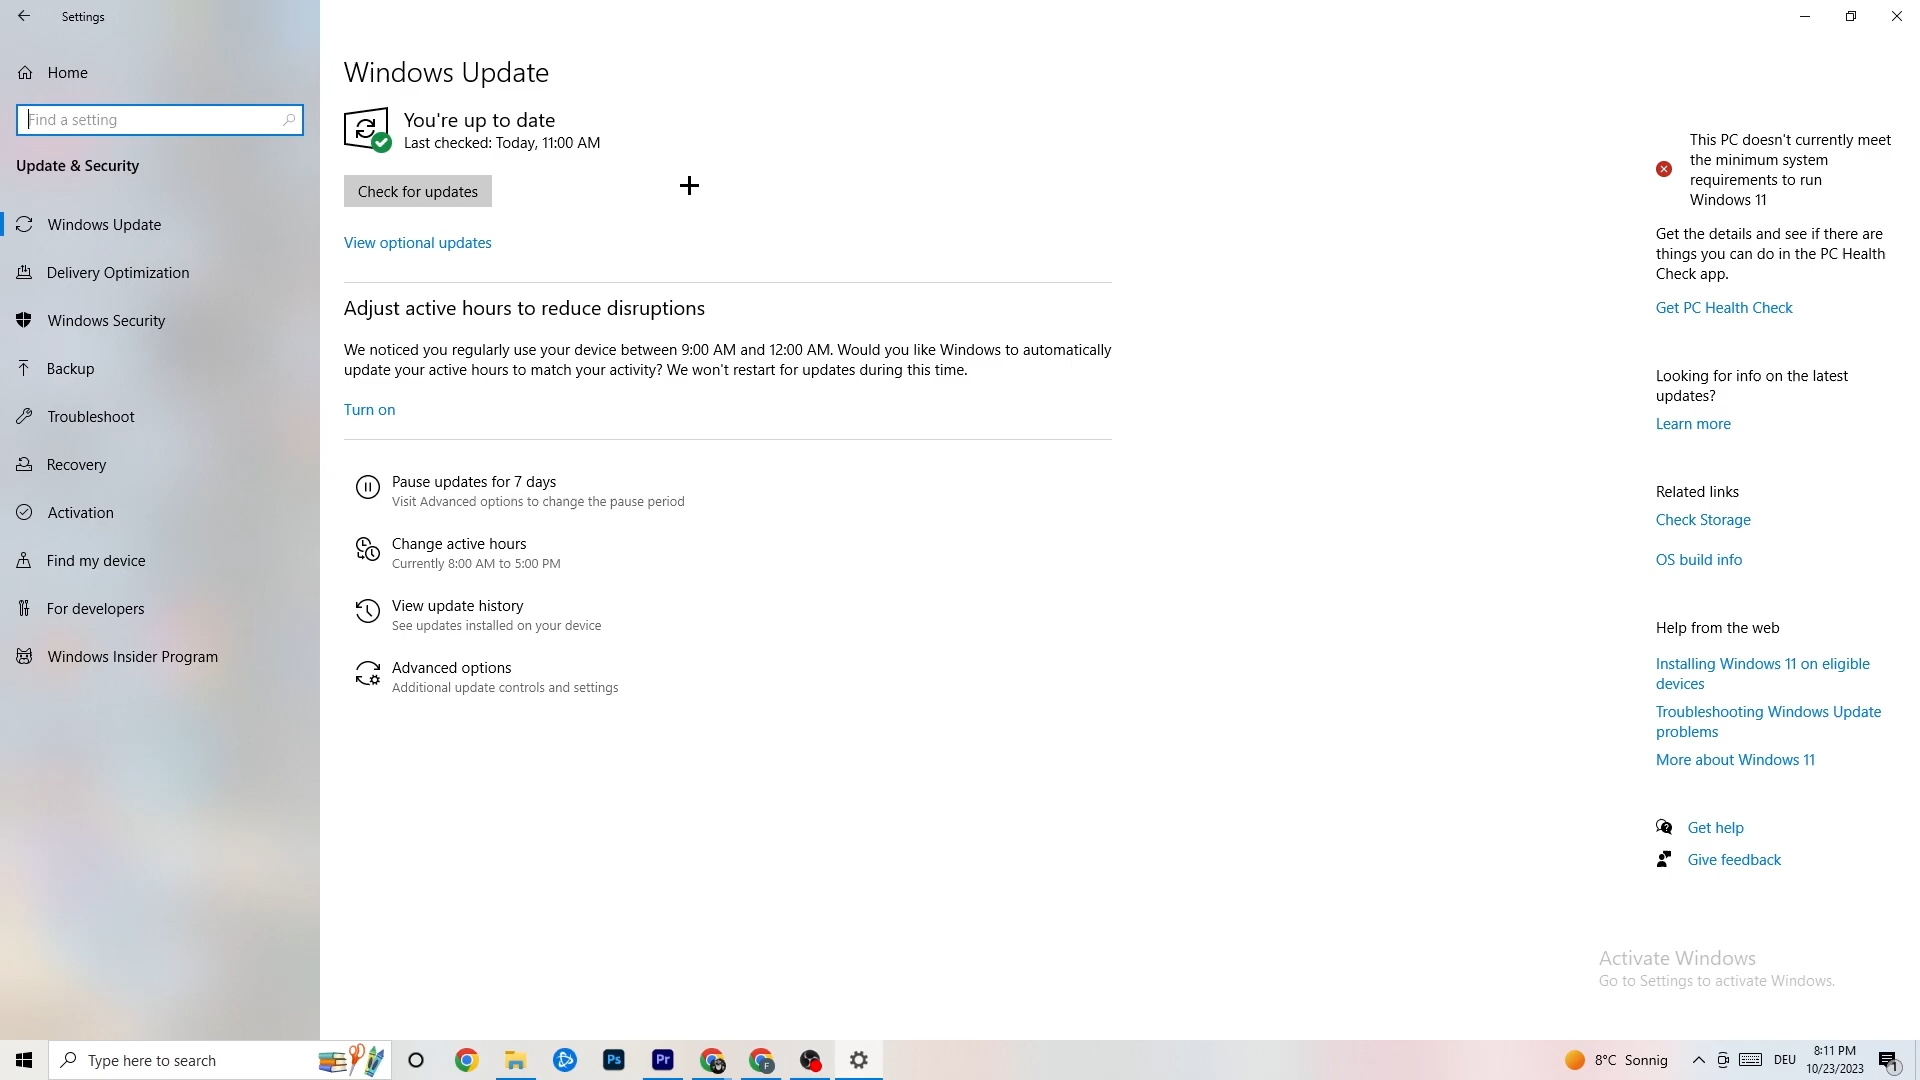 Settings
Home
Find a setting
Update & Security
Windows Update
Delivery Optimization
Windows Security
Backup
Troubleshoot
Recovery
Activation
Find my device
For developers
Windows Insider Program
Windows Update
You're up to date
Last checked: Today, 11:00 AM
Check for updates
View optional updates
Adjust active hours to reduce disruptions
We noticed you regularly use your device between 9:00 AM and 12:00 AM. Would you like Windows to automatically
update your active hours to match your activity? We won't restart for updates during this time.
Turn on
Pause updates for 7 days
Visit Advanced options to change the pause period
Change active hours
Currently 8:00 AM to 5:00 PM
View update history
See updates installed on your device
Advanced options
Additional update controls and settings
This PC doesn't currently meet
the minimum system
requirements to run
Windows 11
Get the details and see if there are
things you can do in the PC Health
Check app.
Get PC Health Check
Looking for info on the latest
updates?
Learn more
Related links
Check Storage
OS build info
Help from the web
Installing Windows 11 on eligible
devices
Troubleshooting Windows Update
problems
More about Windows 11
Get help
Give feedback
Activate Windows
Go to Settings to activate Windows.
Type here to search
Ps
Pr
F
8°C Sonnig
DEU
8:11 PM
10/23/2023
1